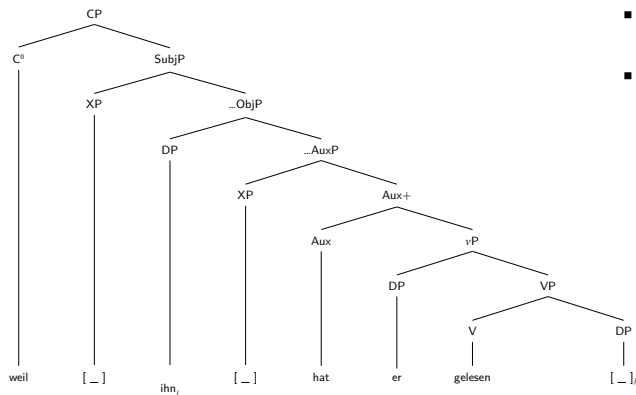 CP
C⁰ SubjP
XP ...ObjP
DP ...AuxP
XP Aux+
Aux vP
DP VP
V DP
weil [ _ ] ihnᵢ [ _ ] hat er gelesen [ _ ]ᵢ